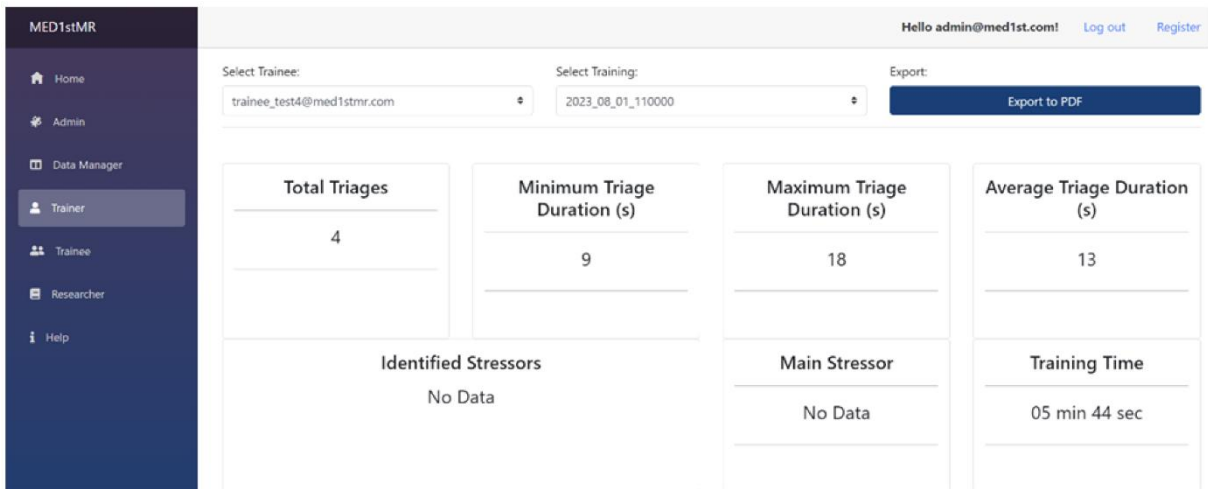 MED1stMR
Hello admin@med1st.com! Log out Register
Home
Admin
Data Manager
Trainer
Trainee
Researcher
Help
Select Trainee:
trainee_test4@med1stmr.com
Select Training:
2023_08_01_110000
Export:
Export to PDF
Total Triages
4
Minimum Triage
Duration (s)
9
Maximum Triage
Duration (s)
18
Average Triage Duration
(s)
13
Identified Stressors
No Data
Main Stressor
No Data
Training Time
05 min 44 sec